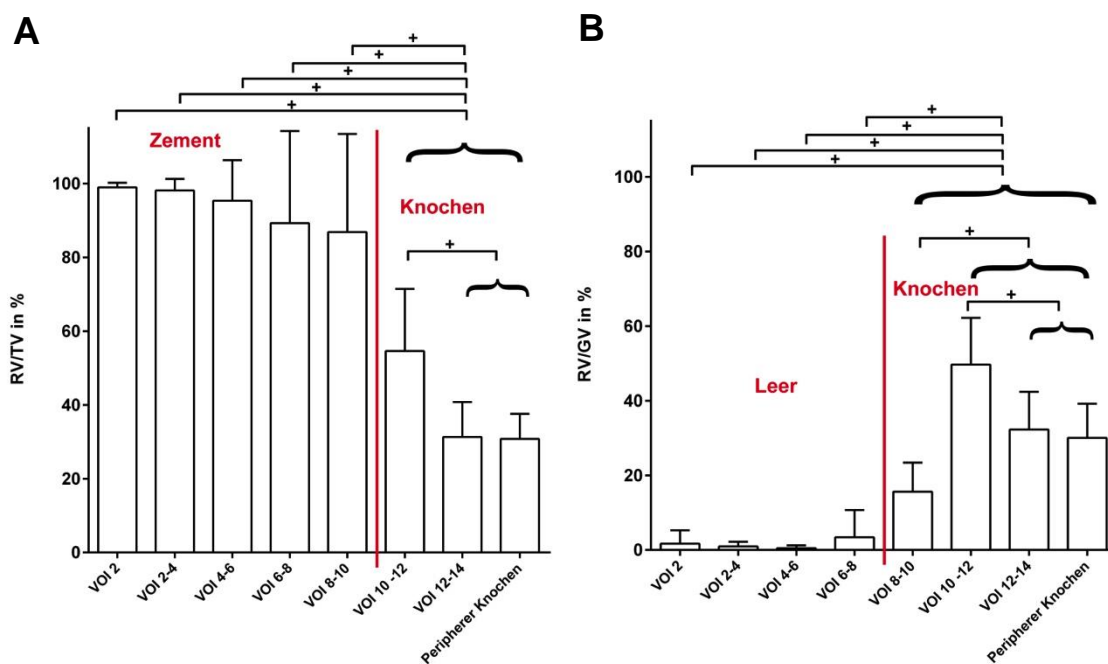 A
+
+
+
+
+
Zement
Knochen
+
RV/TV in %
100
80
60
40
20
0
VOI 2
VOI 2-4
VOI 4-6
VOI 6-8
VOI 8-10
VOI 10 -12
VOI 12-14
Peripherer Knochen
B
+
+
+
+
+
Knochen
+
Leer
RV/GV in %
100
80
60
40
20
0
VOI 2
VOI 2-4
VOI 4-6
VOI 6-8
VOI 8-10
VOI 10 -12
VOI 12-14
Peripherer Knochen